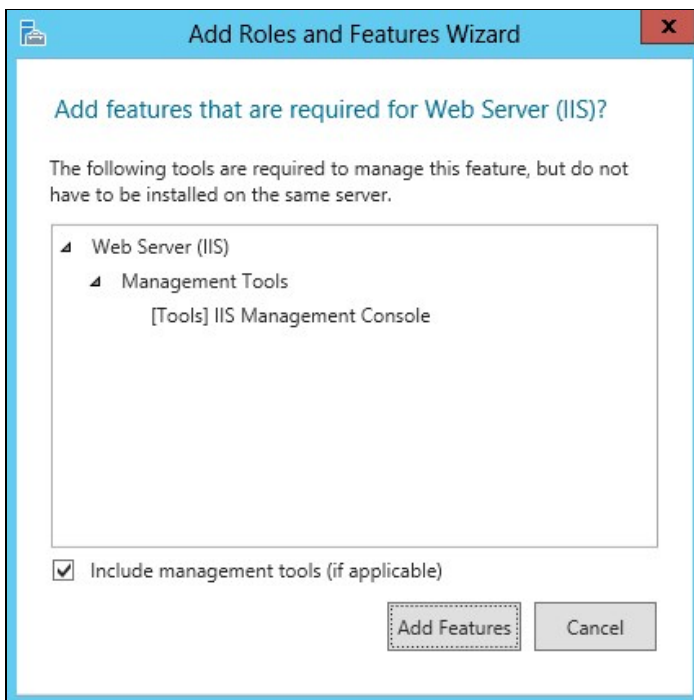 Add Roles and Features Wizard
x
Add features that are required for Web Server (IIS)?
The following tools are required to manage this feature, but do not
have to be installed on the same server.
Web Server (IIS)
Management Tools
[Tools] IIS Management Console
Include management tools (if applicable)
Add Features
Cancel